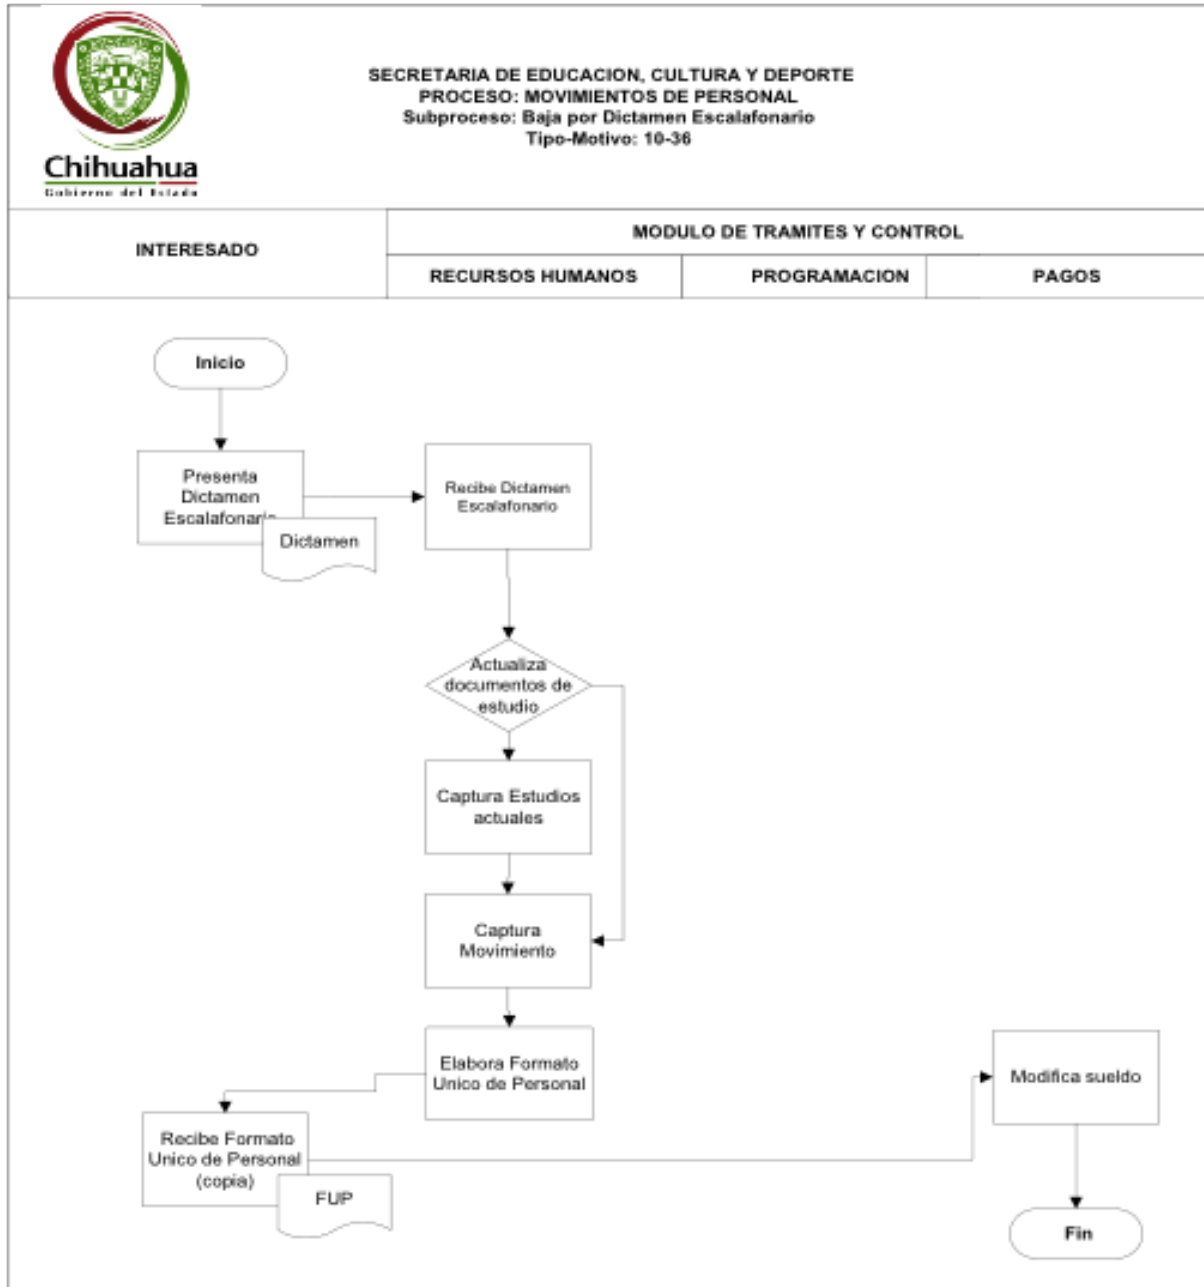 SECRETARIA DE EDUCACION, CULTURA Y DEPORTE
PROCESO: MOVIMIENTOS DE PERSONAL
Subproceso: Baja por Dictamen Escalafonario
Tipo-Motivo: 10-36
Chihuahua
Gobierno del Estado
INTERESADO
MODULO DE TRAMITES Y CONTROL
RECURSOS HUMANOS
PROGRAMACION
PAGOS
Inicio
Presenta
Dictamen
Escalafonario
Dictamen
Recibe Dictamen
Escalafonario
Actualiza
documentos de
estudio
Captura Estudios
actuales
Captura
Movimiento
Elabora Formato
Unico de Personal
Recibe Formato
Unico de Personal
(copia)
FUP
Modifica sueldo
Fin